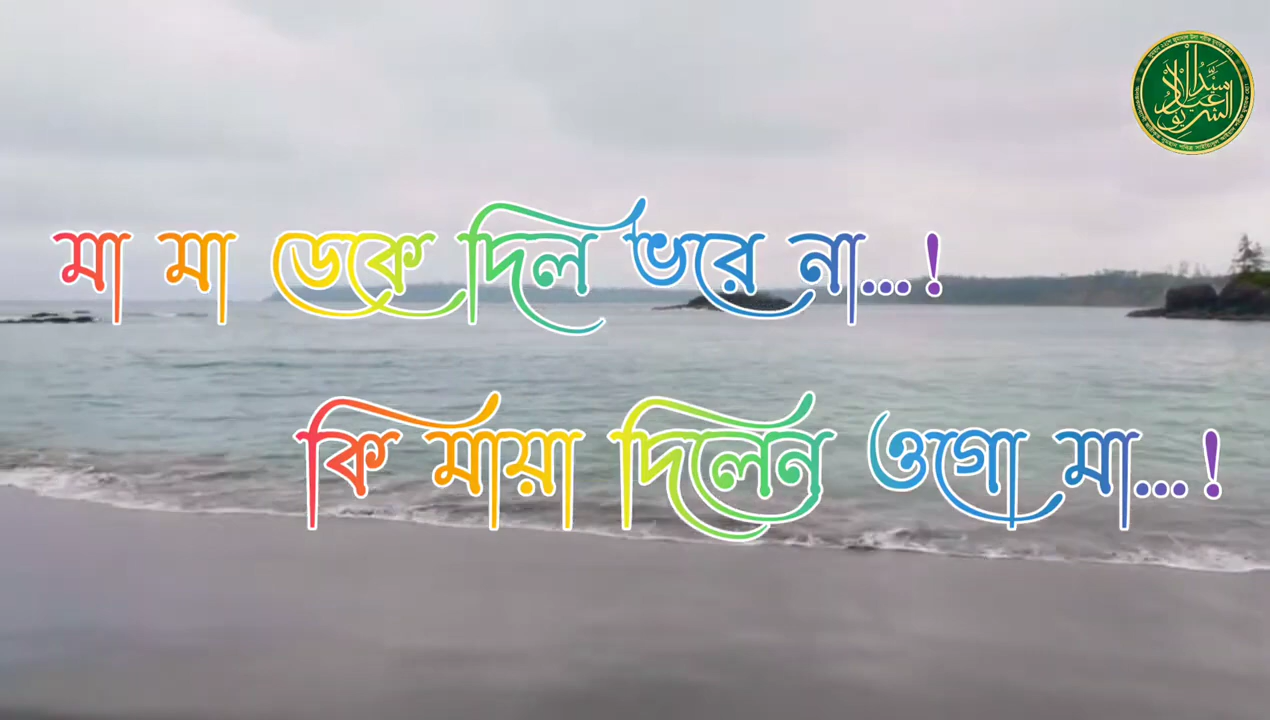 মা মা ডেকে দিল ভরে না...!
কি মায়া দিলেন ওগো মা...!